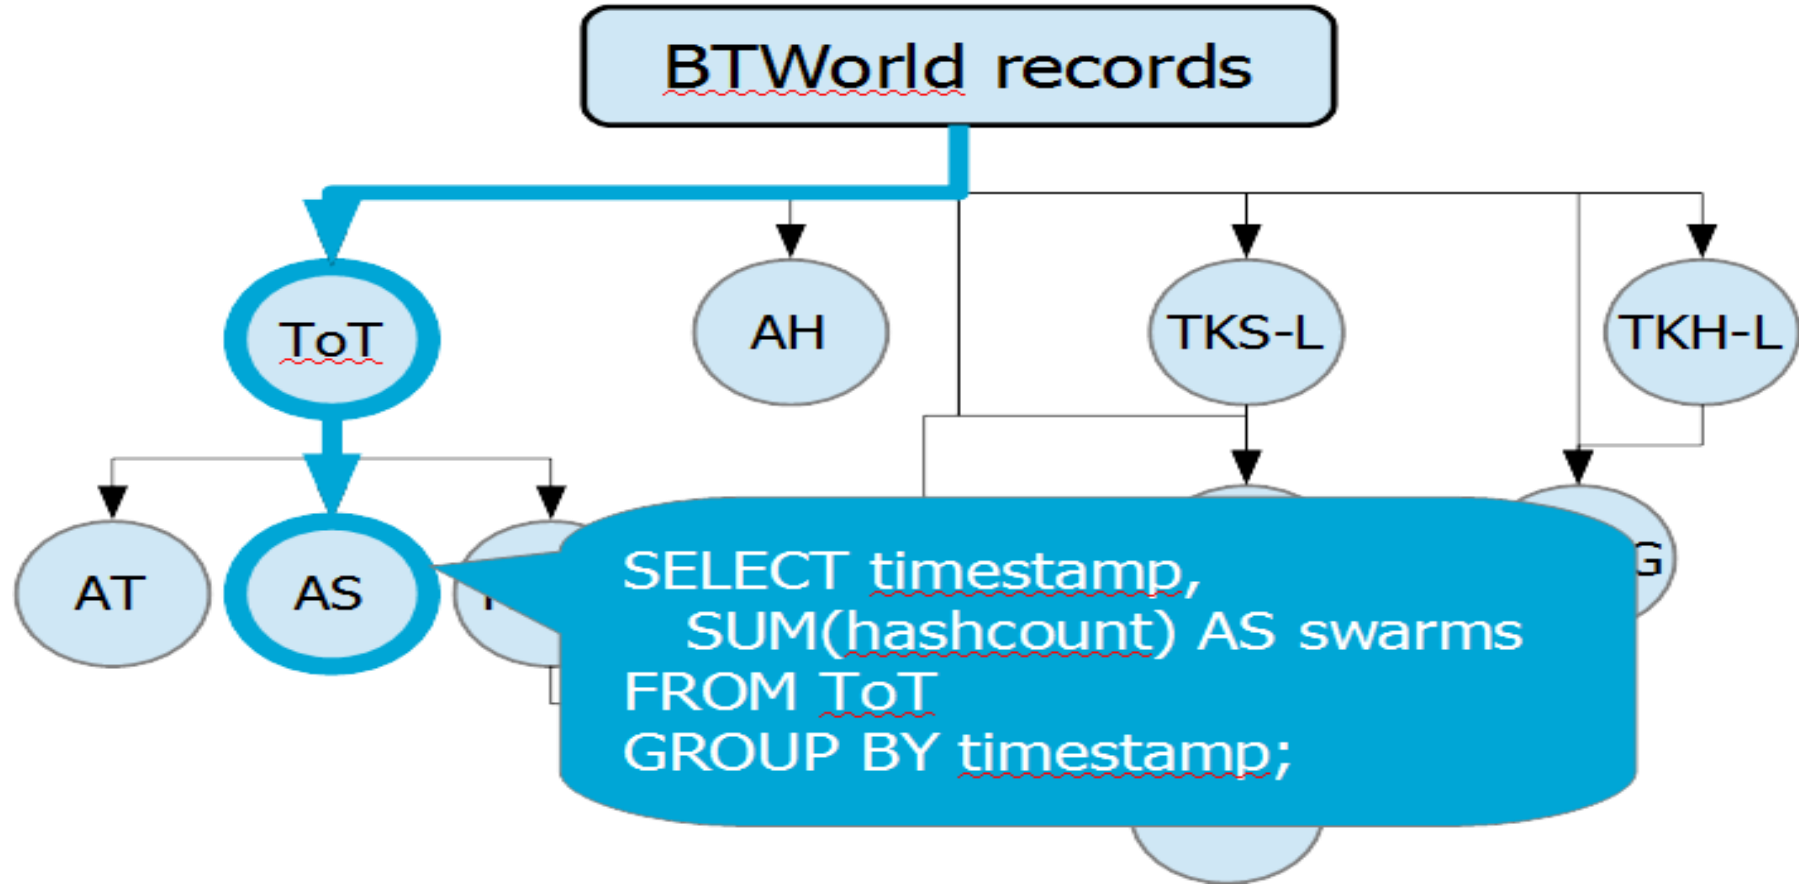 BTWorld records
ToT
AH
TKS-L
TKH-L
AT
AS
G
SELECT timestamp,
SUM(hashcount) AS swarms
FROM ToT
GROUP BY timestamp;